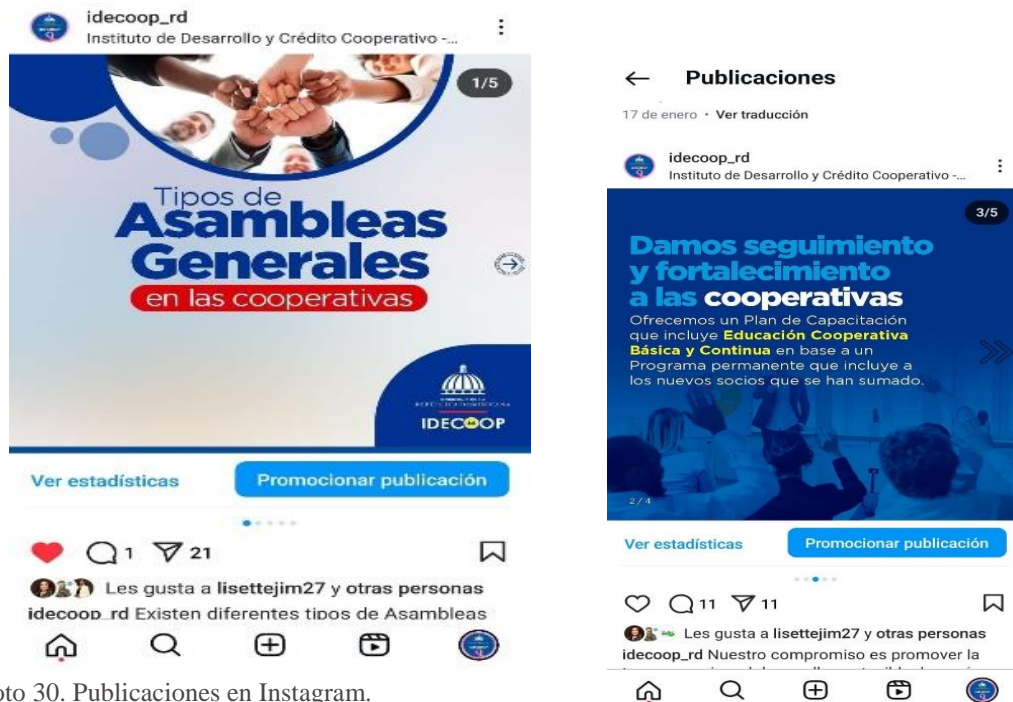 idecoop_rd
Instituto de Desarrollo y Crédito Cooperativo -...
1/5
Tipos de
Asambleas
Generales
en las cooperativas
REPÚBLICA DOMINICANA
IDECOOP
Ver estadísticas
Promocionar publicación
1
21
Les gusta a lisettejim27 y otras personas
idecoop_rd Existen diferentes tipos de Asambleas
oto 30. Publicaciones en Instagram.
Publicaciones
17 de enero • Ver traducción
idecoop_rd
Instituto de Desarrollo y Crédito Cooperativo -...
3/5
Damos seguimiento
y fortalecimiento
a las cooperativas
Ofrecemos un Plan de Capacitación
que incluye Educación Cooperativa
Básica y Continua en base a un
Programa permanente que incluye a
los nuevos socios que se han sumado.
2/4
Ver estadísticas
Promocionar publicación
11
11
Les gusta a lisettejim27 y otras personas
idecoop_rd Nuestro compromiso es promover la